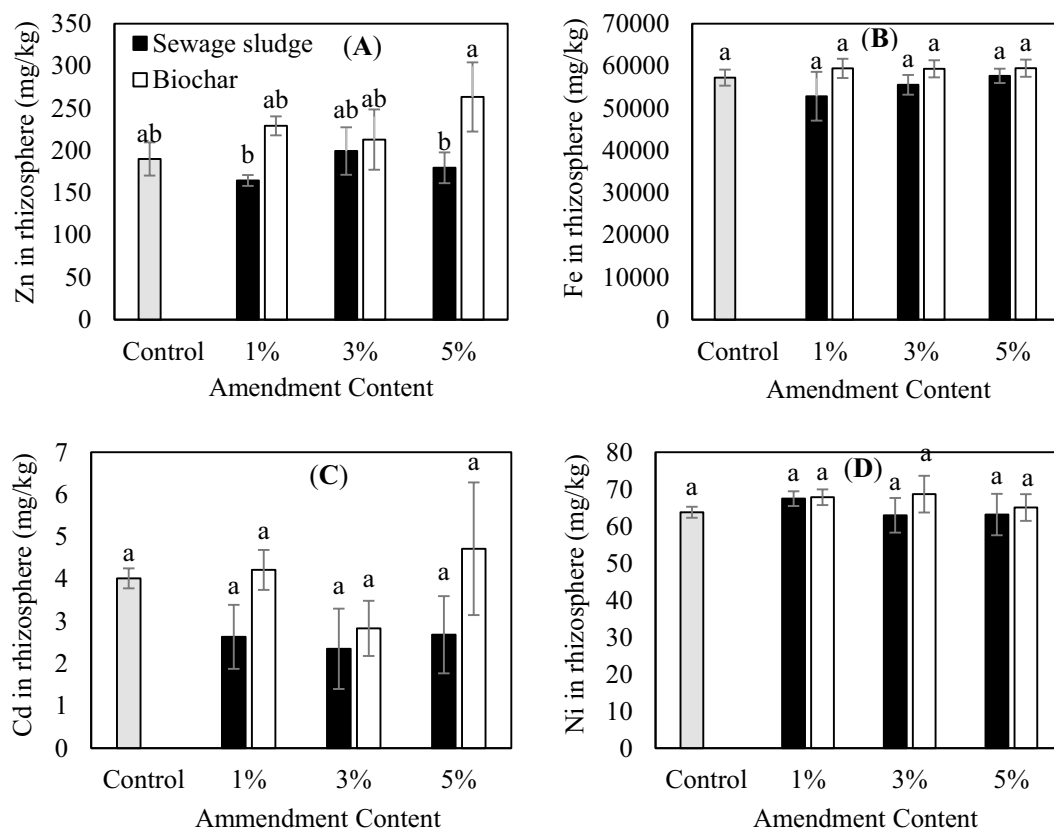 Zn in rhizosphere (mg/kg)
350
300
250
200
150
100
50
0
Sewage sludge
Biochar
(A)
ab
b
ab
ab
ab
b
a
Control 1% 3% 5%
Amendment Content
Fe in rhizosphere (mg/kg)
70000
60000
50000
40000
30000
20000
10000
0
(B)
a
a
a
a
a
a
a
Control 1% 3% 5%
Amendment Content
Cd in rhizosphere (mg/kg)
7
6
5
4
3
2
1
0
(C)
a
a
a
a
a
a
a
Control 1% 3% 5%
Ammendment Content
Ni in rhizosphere (mg/kg)
80
70
60
50
40
30
20
10
0
(D)
a
a
a
a
a
a
a
Control 1% 3% 5%
Amendment Content